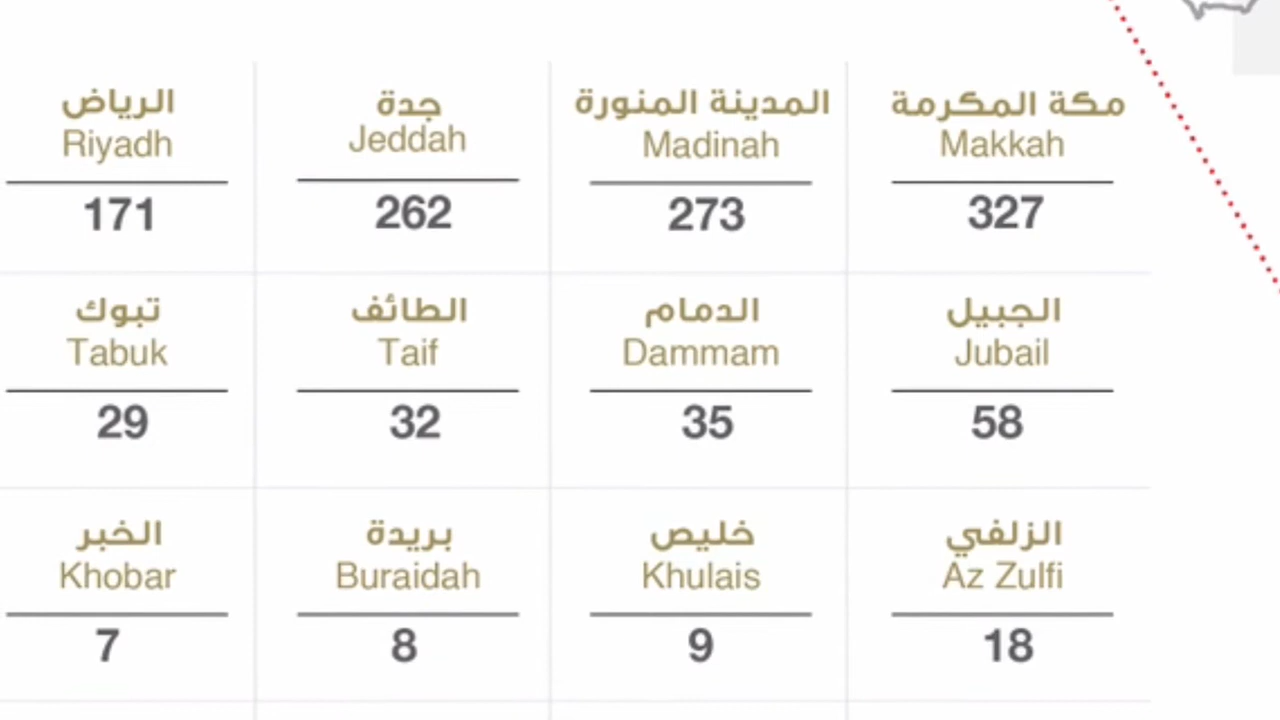 مكة المكرمة
Makkah
327
المدينة المنورة
Madinah
273
جدة
Jeddah
262
الرياض
Riyadh
171
الجبيل
Jubail
58
الدمام
Dammam
35
الطائف
Taif
32
تبوك
Tabuk
29
الزلفي
Az Zulfi
18
خليص
Khulais
9
بريدة
Buraidah
8
الخبر
Khobar
7